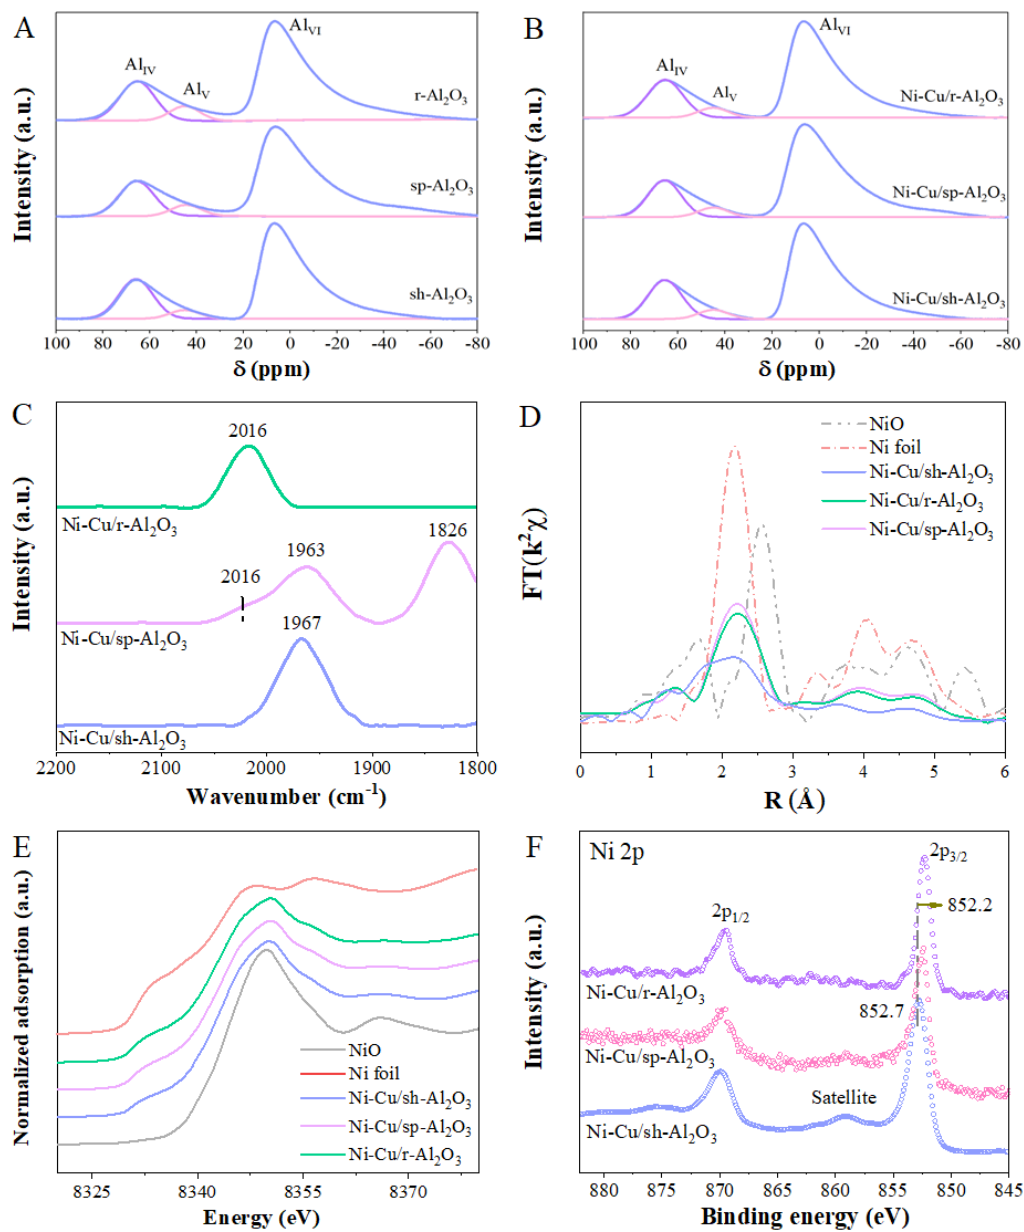 A
Al_VI
Al_IV
Al_V
r-Al₂O₃
sp-Al₂O₃
sh-Al₂O₃
Intensity (a.u.)
100 80 60 40 20 0 -20 -40 -60 -80
δ (ppm)
B
Al_VI
Al_IV
Al_V
Ni-Cu/r-Al₂O₃
Ni-Cu/sp-Al₂O₃
Ni-Cu/sh-Al₂O₃
Intensity (a.u.)
100 80 60 40 20 0 -20 -40 -60 -80
δ (ppm)
C
2016
Ni-Cu/r-Al₂O₃
1826
1963
2016
Ni-Cu/sp-Al₂O₃
1967
Ni-Cu/sh-Al₂O₃
Intensity (a.u.)
2200 2100 2000 1900 1800
Wavenumber (cm⁻¹)
D
NiO
Ni foil
Ni-Cu/sh-Al₂O₃
Ni-Cu/r-Al₂O₃
Ni-Cu/sp-Al₂O₃
FT(k²χ)
0 1 2 3 4 5 6
R (Å)
E
NiO
Ni foil
Ni-Cu/sh-Al₂O₃
Ni-Cu/sp-Al₂O₃
Ni-Cu/r-Al₂O₃
Normalized adsorption (a.u.)
8325 8340 8355 8370
Energy (eV)
F
Ni 2p
2p₃/₂
852.2
2p₁/₂
Ni-Cu/r-Al₂O₃
852.7
Ni-Cu/sp-Al₂O₃
Satellite
Ni-Cu/sh-Al₂O₃
Intensity (a.u.)
880 875 870 865 860 855 850 845
Binding energy (eV)